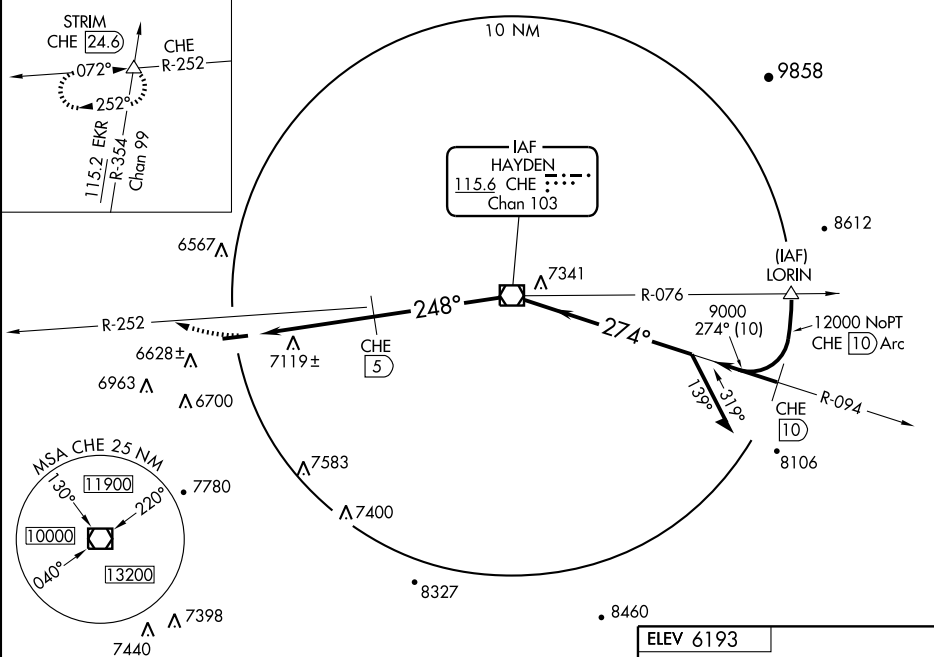 STRIM
CHE 24.6
CHE
R-252
072°
252°
115.2 EKR
R-354
Chan 99
10 NM
9858
IAF
HAYDEN
115.6 CHE
Chan 103
8612
(IAF)
LORIN
6567
7341
R-076
248°
R-252
274°
9000
274° (10)
12000 NoPT
CHE 10 Arc
7119±
CHE
5
6628±
6963
6700
139°
319°
R-094
CHE
10
8106
MSA CHE 25 NM
130°
11900
220°
10000
040°
13200
7780
7583
7400
8327
7398
7440
8460
ELEV 6193